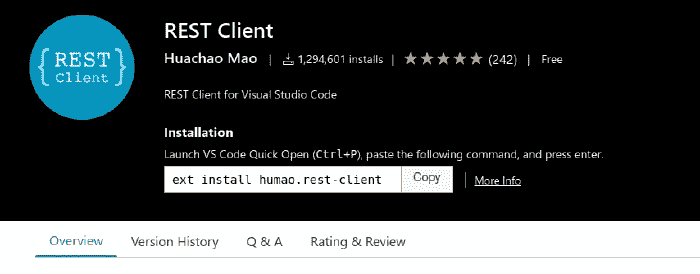 {REST}
Client
REST Client
Huachao Mao | 1,294,601 installs | ★★★★★ (242) | Free
REST Client for Visual Studio Code
Installation
Launch VS Code Quick Open (Ctrl+P), paste the following command, and press enter.
ext install humao.rest-client Copy | More Info
Overview Version History Q & A Rating & Review